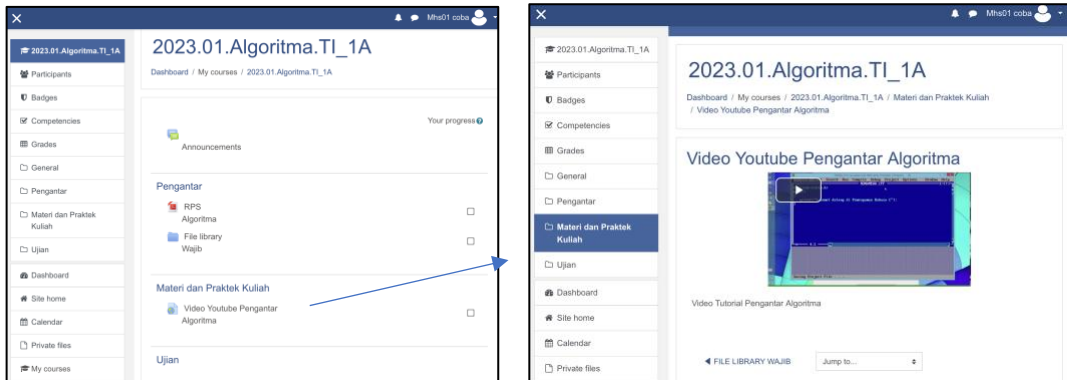 Mhs01 coba
2023.01.Algoritma.TI_1A
Participants
Badges
Competencies
Grades
General
Pengantar
Materi dan Praktek
Kuliah
Ujian
Dashboard
Site home
Calendar
Private files
My courses
2023.01.Algoritma.TI_1A
Dashboard / My courses / 2023.01.Algoritma.TI_1A
Your progress
Announcements
Pengantar
RPS
Algoritma
File library
Wajib
Materi dan Praktek Kuliah
Video Youtube Pengantar
Algoritma
Ujian
Mhs01 coba
2023.01.Algoritma.TI_1A
Participants
Badges
Competencies
Grades
General
Pengantar
Materi dan Praktek
Kuliah
Ujian
Dashboard
Site home
Calendar
Private files
2023.01.Algoritma.TI_1A
Dashboard / My courses / 2023.01.Algoritma.TI_1A / Materi dan Praktek Kuliah
/ Video Youtube Pengantar Algoritma
Video Youtube Pengantar Algoritma
Video Tutorial Pengantar Algoritma
◀ FILE LIBRARY WAJIB
Jump to...